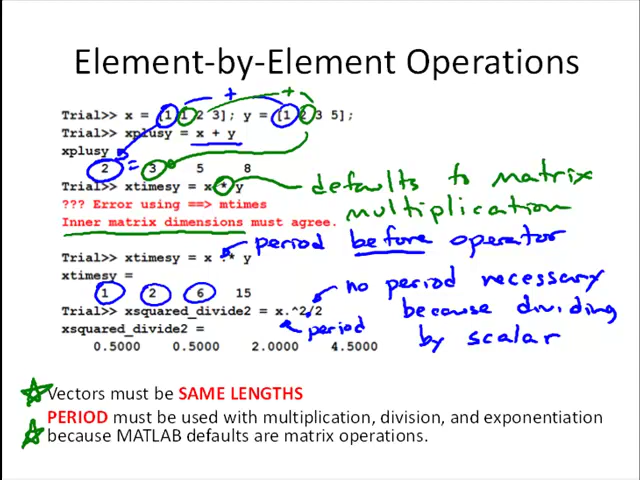 Element-by-Element Operations
+ +
Trial>> x = [1 1 2 3]; y = [1 2 3 5];
Trial>> xplusy = x + y
xplusy =
2 3 5 8
Trial>> xtimesy = x * y
defaults to matrix
multiplication
??? Error using ==> mtimes
Inner matrix dimensions must agree.
Trial>> xtimesy = x .* y
period before operator
xtimesy =
1 2 6 15
no period necessary
because dividing
by scalar
Trial>> xsquared_divide2 = x.^2/2
period
xsquared_divide2 =
0.5000 0.5000 2.0000 4.5000
Vectors must be SAME LENGTHS
PERIOD must be used with multiplication, division, and exponentiation
because MATLAB defaults are matrix operations.